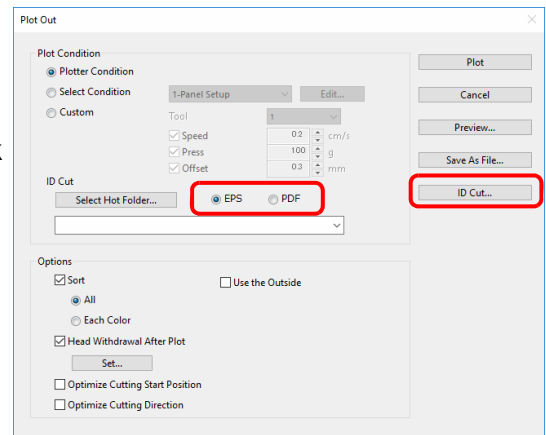 Plot Out
Plot Condition
Plotter Condition
Select Condition
1-Panel Setup
Edit...
Custom
Tool
1
Speed
0.2
cm/s
Press
100
g
Offset
0.3
mm
ID Cut
Select Hot Folder...
EPS
PDF
Options
Sort
Use the Outside
All
Each Color
Head Withdrawal After Plot
Set...
Optimize Cutting Start Position
Optimize Cutting Direction
Plot
Cancel
Preview...
Save As File...
ID Cut...